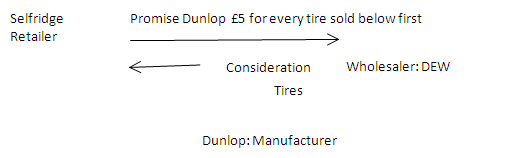 Selfridge Promise Dunlop £5 for every tire sold below first
Retailer
Consideration Wholesaler: DEW
Tires
Dunlop: Manufacturer